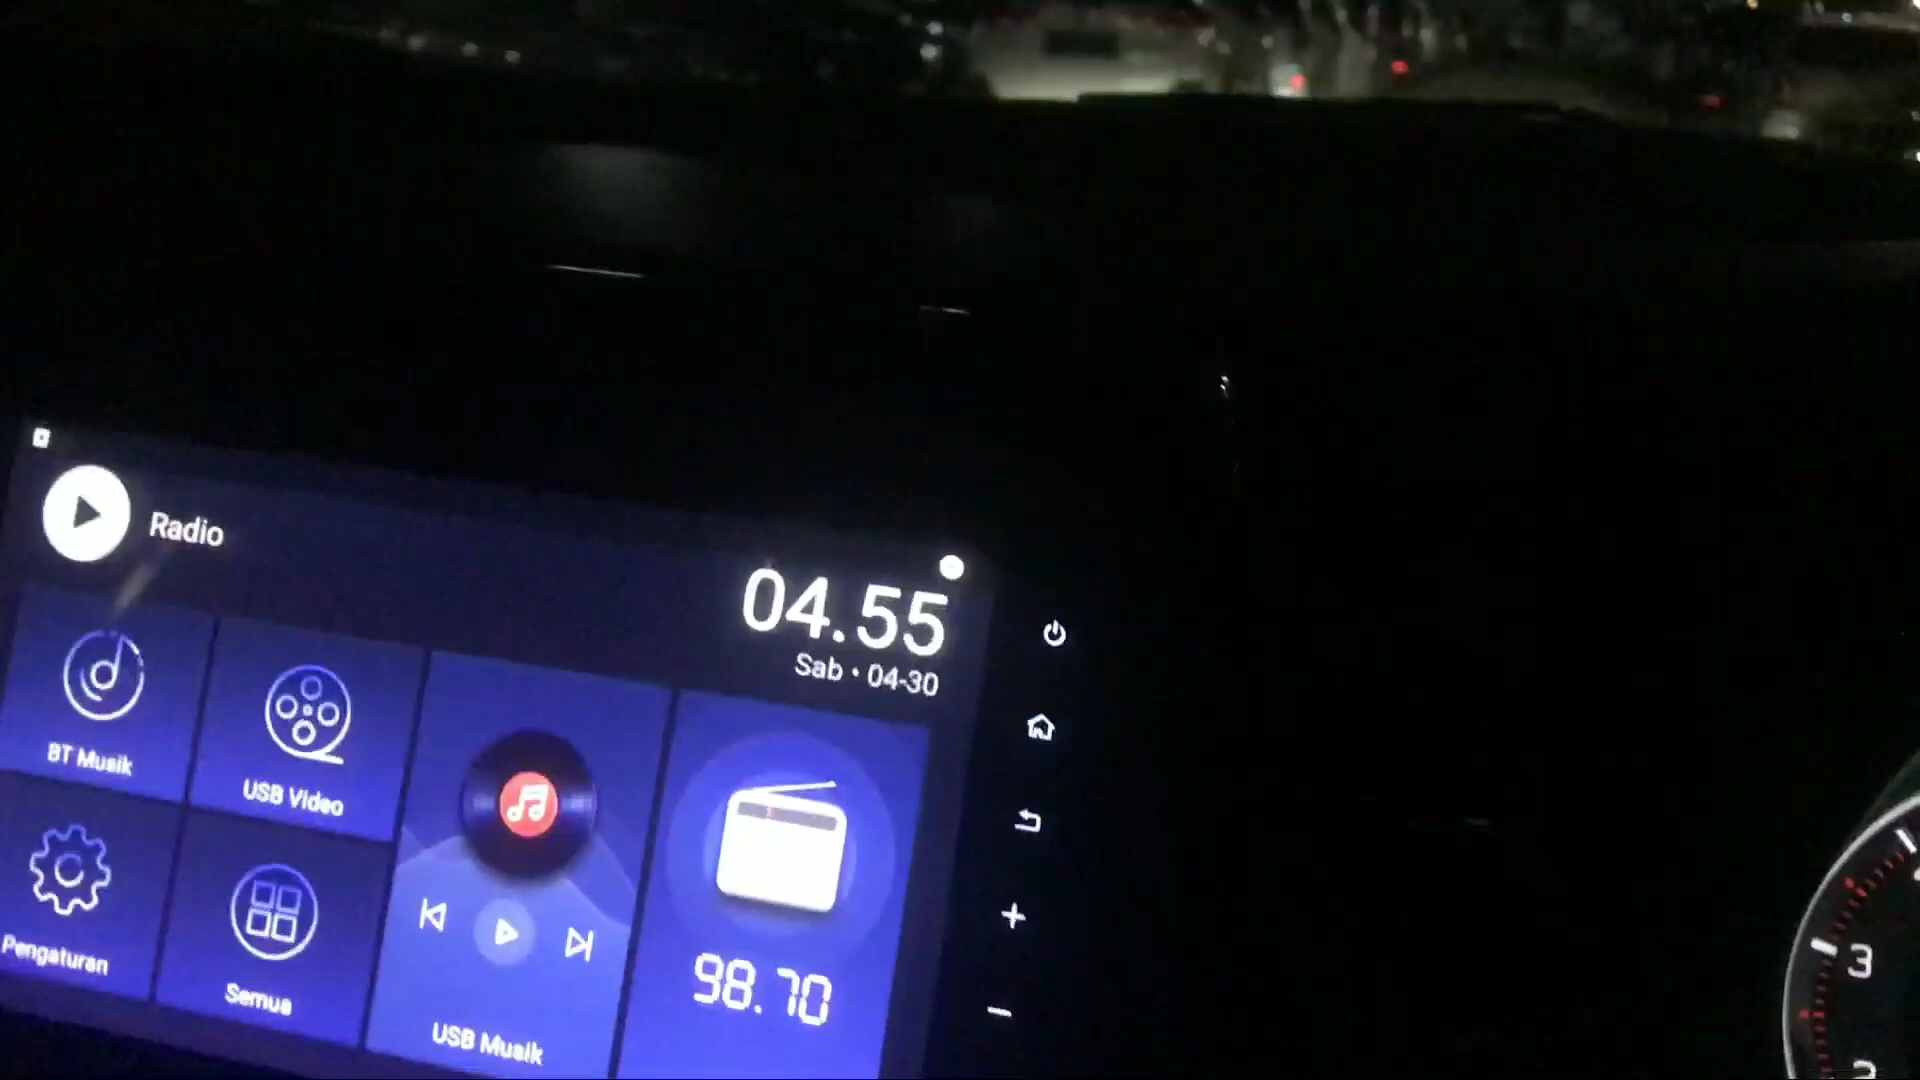 Radio
04.55
Sab • 04-30
BT Musik
USB Video
Pengaturan
Semua
USB Musik
98.70
3